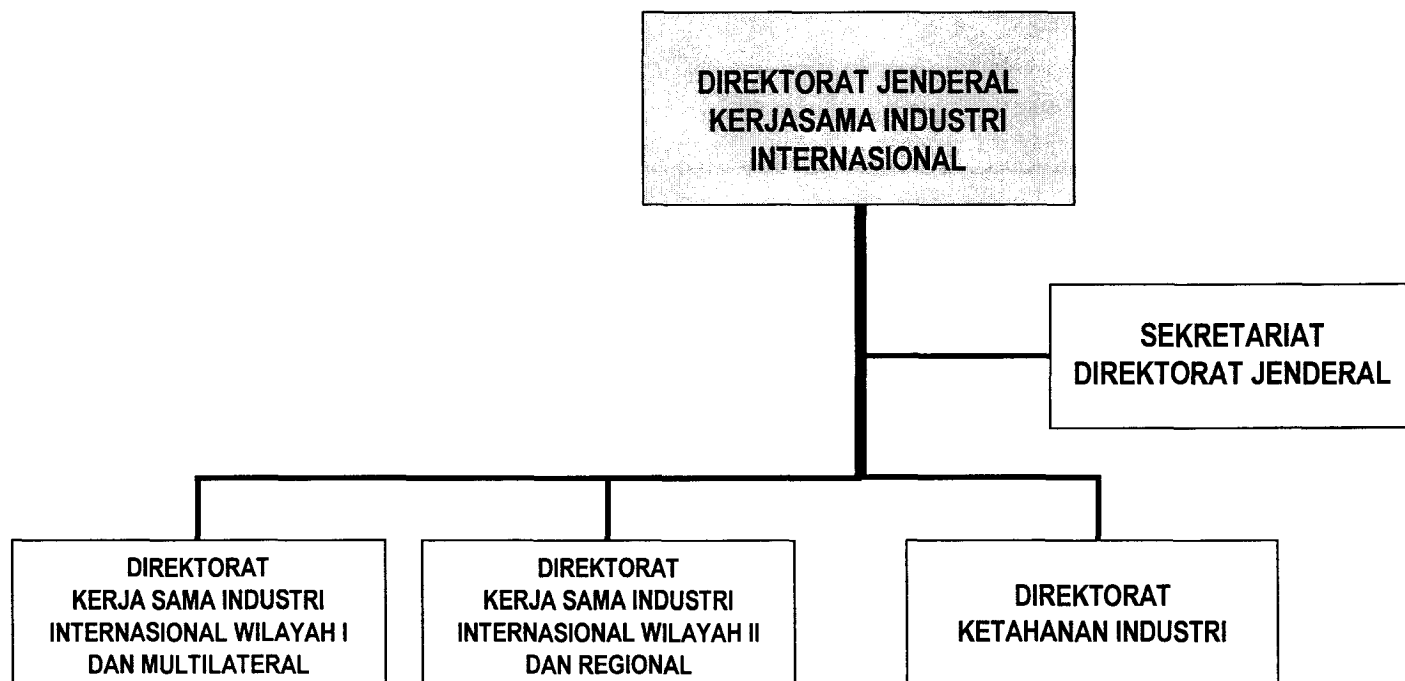 DIREKTORAT JENDERAL
KERJASAMA INDUSTRI
INTERNASIONAL
SEKRETARIAT
DIREKTORAT JENDERAL
DIREKTORAT
KERJA SAMA INDUSTRI
INTERNASIONAL WILAYAH I
DAN MULTILATERAL
DIREKTORAT
KERJA SAMA INDUSTRI
INTERNASIONAL WILAYAH II
DAN REGIONAL
DIREKTORAT
KETAHANAN INDUSTRI